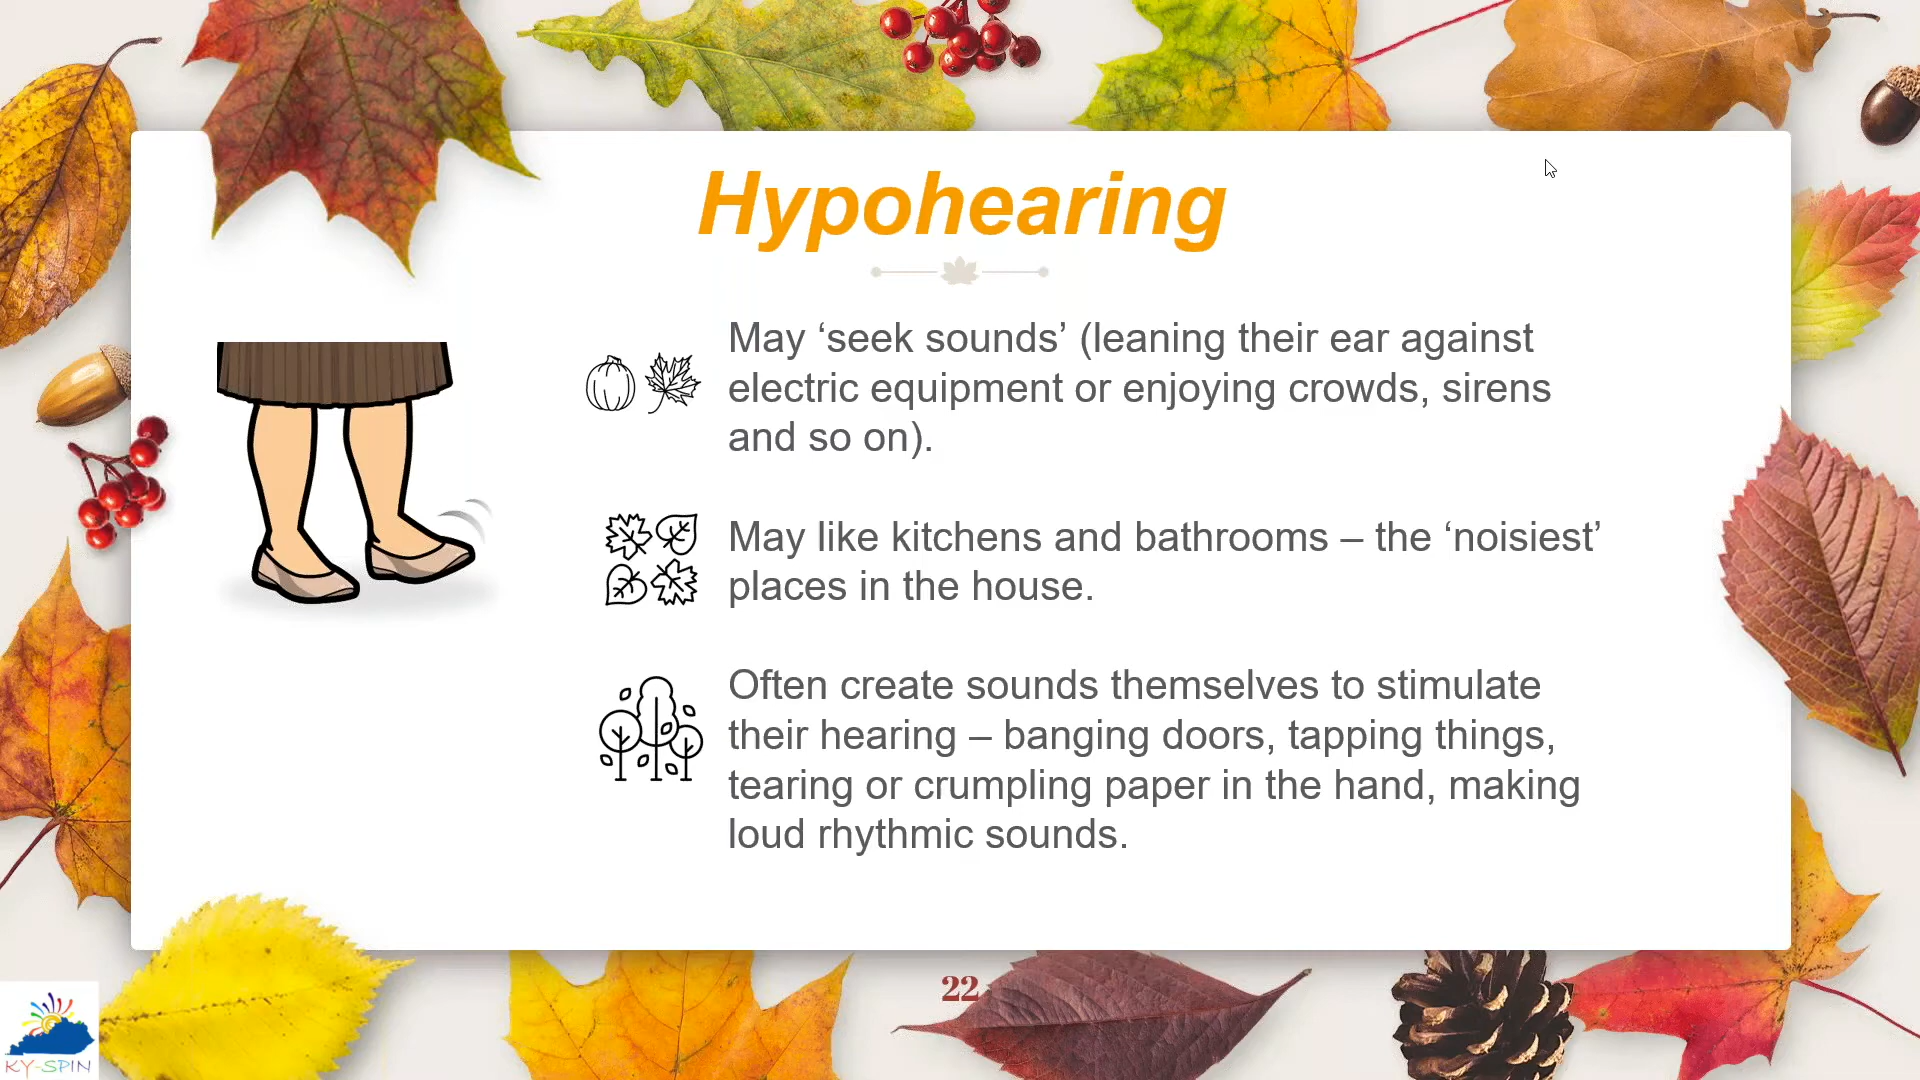 Hypohearing
May ‘seek sounds’ (leaning their ear against
electric equipment or enjoying crowds, sirens
and so on).
May like kitchens and bathrooms – the ‘noisiest’
places in the house.
Often create sounds themselves to stimulate
their hearing – banging doors, tapping things,
tearing or crumpling paper in the hand, making
loud rhythmic sounds.
22
KY-SPIN